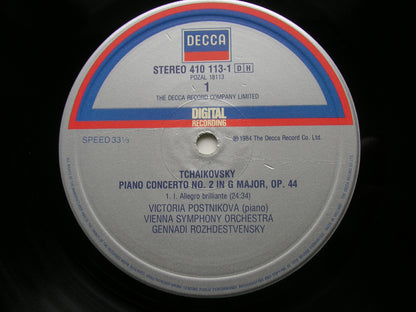 DECCA
STEREO 410 113-1 DH
POZAL 18113
1
THE DECCA RECORD COMPANY LIMITED
DIGITAL
RECORDING
SPEED 33⅓
℗ 1984 The Decca Record Co. Ltd.
TCHAIKOVSKY
PIANO CONCERTO NO. 2 IN G MAJOR, OP. 44
1. I. Allegro brillante (24:34)
VICTORIA POSTNIKOVA (piano)
VIENNA SYMPHONY ORCHESTRA
GENNADI ROZHDESTVENSKY